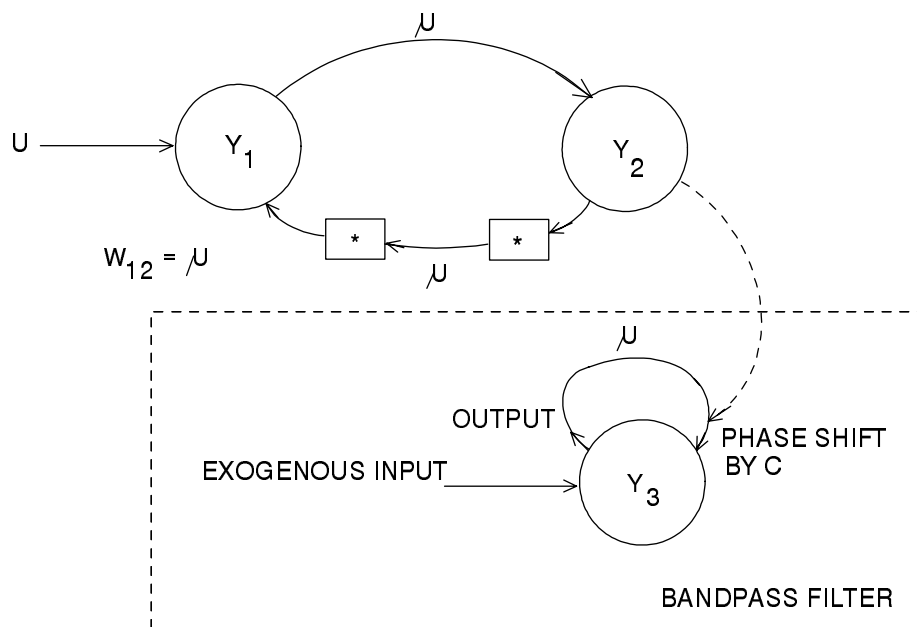 μ
U
Y1
Y2
*
*
W12 = μ
μ
μ
OUTPUT
PHASE SHIFT
BY C
EXOGENOUS INPUT
Y3
BANDPASS FILTER